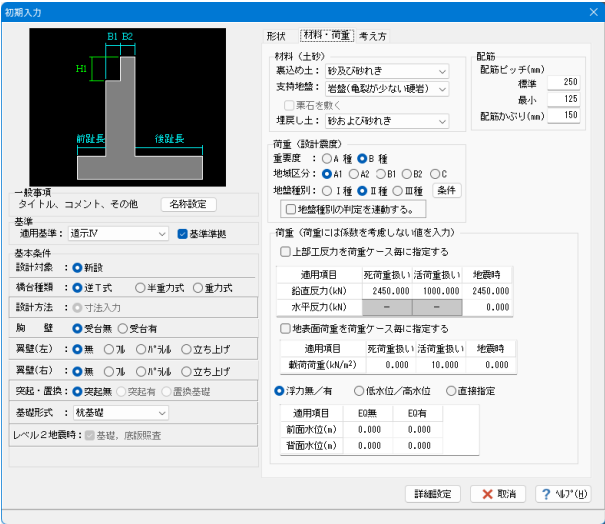 初期入力
B1 B2
H1
前趾長
後趾長
一般事項
タイトル、コメント、その他
名称設定
基準
適用基準：
道示Ⅳ
基準準拠
基本条件
設計対象 ： 新設
橋台種類 ： 逆T式 半重力式 重力式
設計方法 ： 寸法入力
胸 壁 ： 受台無 受台有
翼壁(左) ： 無 ﾌﾙ ﾊﾟﾗﾚﾙ 立ち上げ
翼壁(右) ： 無 ﾌﾙ ﾊﾟﾗﾚﾙ 立ち上げ
突起・置換： 突起無 突起有 置換基礎
基礎形式 ： 杭基礎
レベル２地震時： 基礎，底版照査
形状 材料・荷重 考え方
材料（土砂）
裏込め土： 砂及び砂れき
支持地盤： 岩盤(亀裂が少ない硬岩)
栗石を敷く
埋戻し土： 砂および砂れき
配筋
配筋ピッチ(mm)
標準 250
最小 125
配筋かぶり(mm) 150
荷重（設計震度）
重要度 ： A 種 B 種
地域区分： A1 A2 B1 B2 C
地盤種別： Ⅰ種 Ⅱ種 Ⅲ種 条件
地盤種別の判定を連動する。
荷重（荷重には係数を考慮しない値を入力）
上部工反力を荷重ケース毎に指定する
適用項目 死荷重扱い 活荷重扱い 地震時
鉛直反力(kN) 2450.000 1000.000 2450.000
水平反力(kN) － － 0.000
地表面荷重を荷重ケース毎に指定する
適用項目 死荷重扱い 活荷重扱い 地震時
載荷荷重(kN/m²) 0.000 10.000 0.000
浮力無／有 低水位／高水位 直接指定
適用項目 EQ無 EQ有
前面水位(m) 0.000 0.000
背面水位(m) 0.000 0.000
詳細設定 取消 ? ﾍﾙﾌﾟ(H)